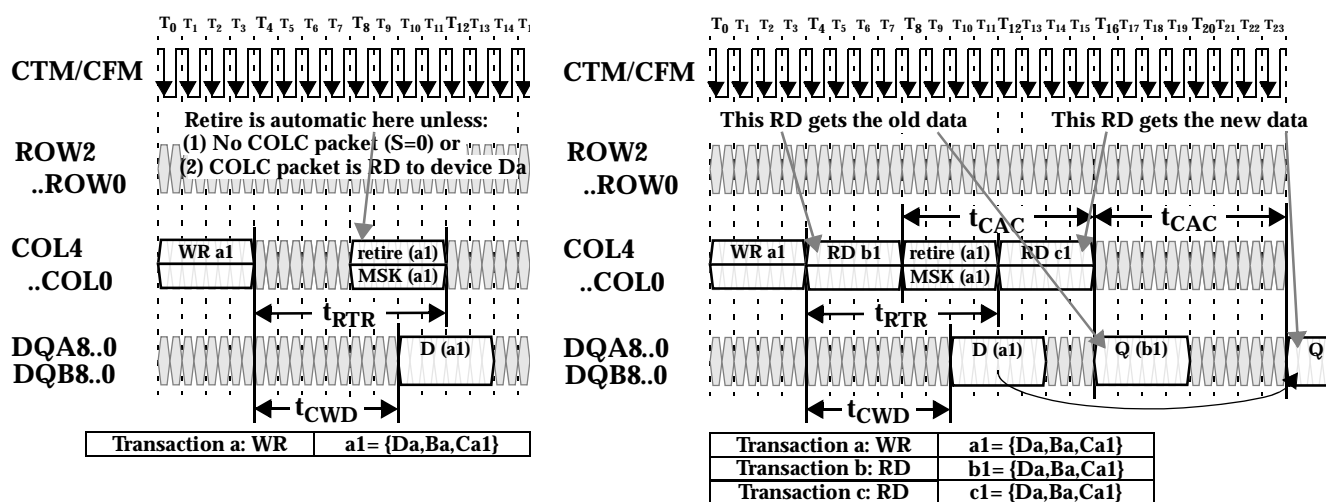 T0 T1 T2 T3 T4 T5 T6 T7 T8 T9 T10 T11 T12 T13 T14 T1
CTM/CFM
Retire is automatic here unless:
(1) No COLC packet (S=0) or
(2) COLC packet is RD to device Da
ROW2
..ROW0
COL4
..COL0
WR a1
retire (a1)
MSK (a1)
tRTR
DQA8..0
DQB8..0
D (a1)
tCWD
Transaction a: WR a1= {Da,Ba,Ca1}
T0 T1 T2 T3 T4 T5 T6 T7 T8 T9 T10 T11 T12 T13 T14 T15 T16 T17 T18 T19 T20 T21 T22 T23
CTM/CFM
This RD gets the old data
This RD gets the new data
ROW2
..ROW0
tCAC
tCAC
COL4
..COL0
WR a1
RD b1
retire (a1)
MSK (a1)
RD c1
tRTR
DQA8..0
DQB8..0
D (a1)
Q (b1)
Q
tCWD
Transaction a: WR a1= {Da,Ba,Ca1}
Transaction b: RD b1= {Da,Ba,Ca1}
Transaction c: RD c1= {Da,Ba,Ca1}